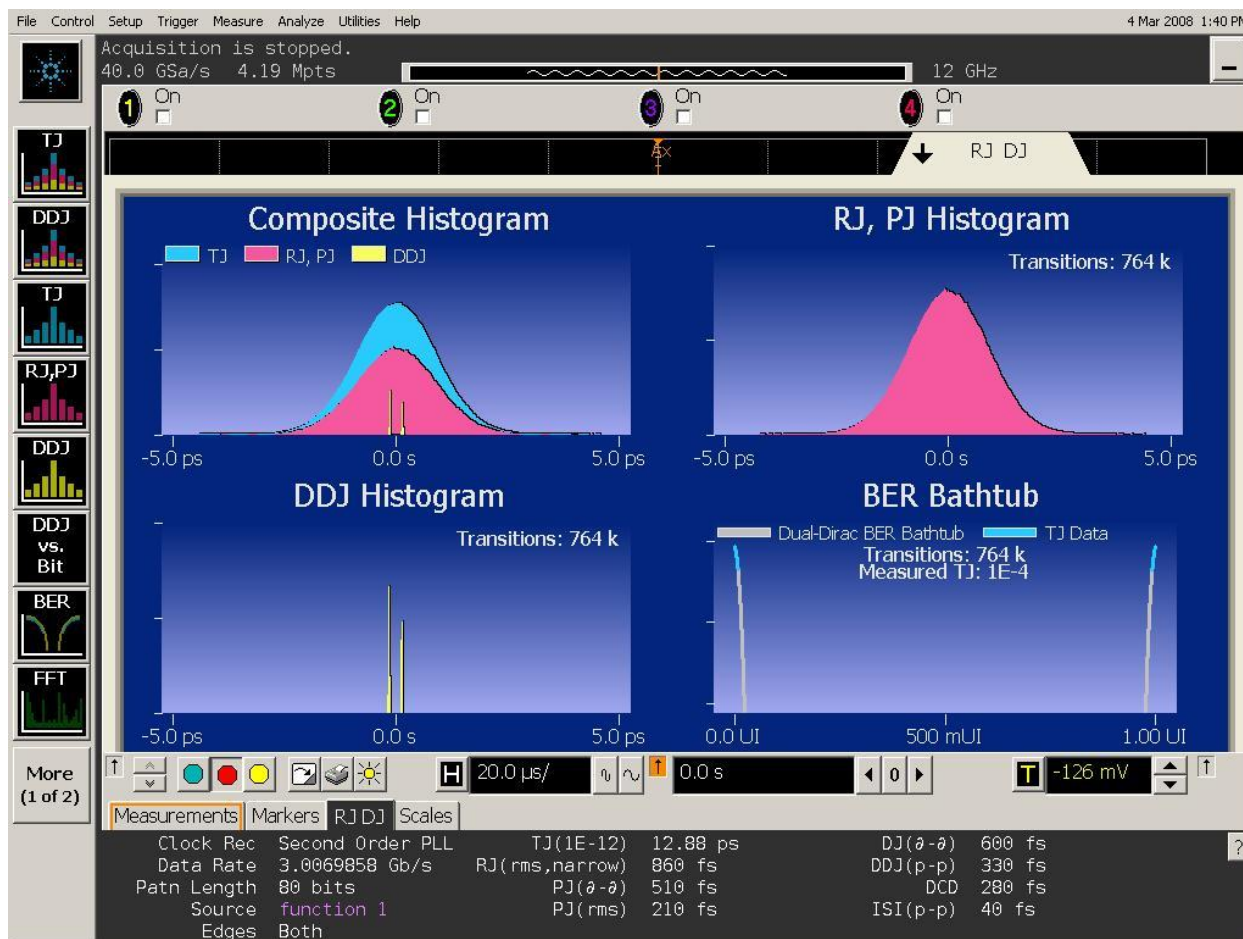 File Control Setup Trigger Measure Analyze Utilities Help 4 Mar 2008 1:40 PM
Acquisition is stopped.
40.0 GSa/s 4.19 Mpts 12 GHz
1 On 2 On 3 On 4 On
RJ DJ
TJ
DDJ
TJ
RJ,PJ
DDJ
DDJ
vs.
Bit
BER
FFT
More
(1 of 2)
Composite Histogram
TJ RJ, PJ DDJ
-5.0 ps 0.0 s 5.0 ps
RJ, PJ Histogram
Transitions: 764 k
-5.0 ps 0.0 s 5.0 ps
DDJ Histogram
Transitions: 764 k
-5.0 ps 0.0 s 5.0 ps
BER Bathtub
Dual-Dirac BER Bathtub TJ Data
Transitions: 764 k
Measured TJ: 1E-4
0.0 UI 500 mUI 1.00 UI
H 20.0 µs/ 0.0 s 0 T -126 mV
Measurements Markers RJ DJ Scales
Clock Rec Second Order PLL TJ(1E-12) 12.88 ps DJ(∂-∂) 600 fs ?
Data Rate 3.0069858 Gb/s RJ(rms,narrow) 860 fs DDJ(p-p) 330 fs
Patn Length 80 bits PJ(∂-∂) 510 fs DCD 280 fs
Source function 1 PJ(rms) 210 fs ISI(p-p) 40 fs
Edges Both